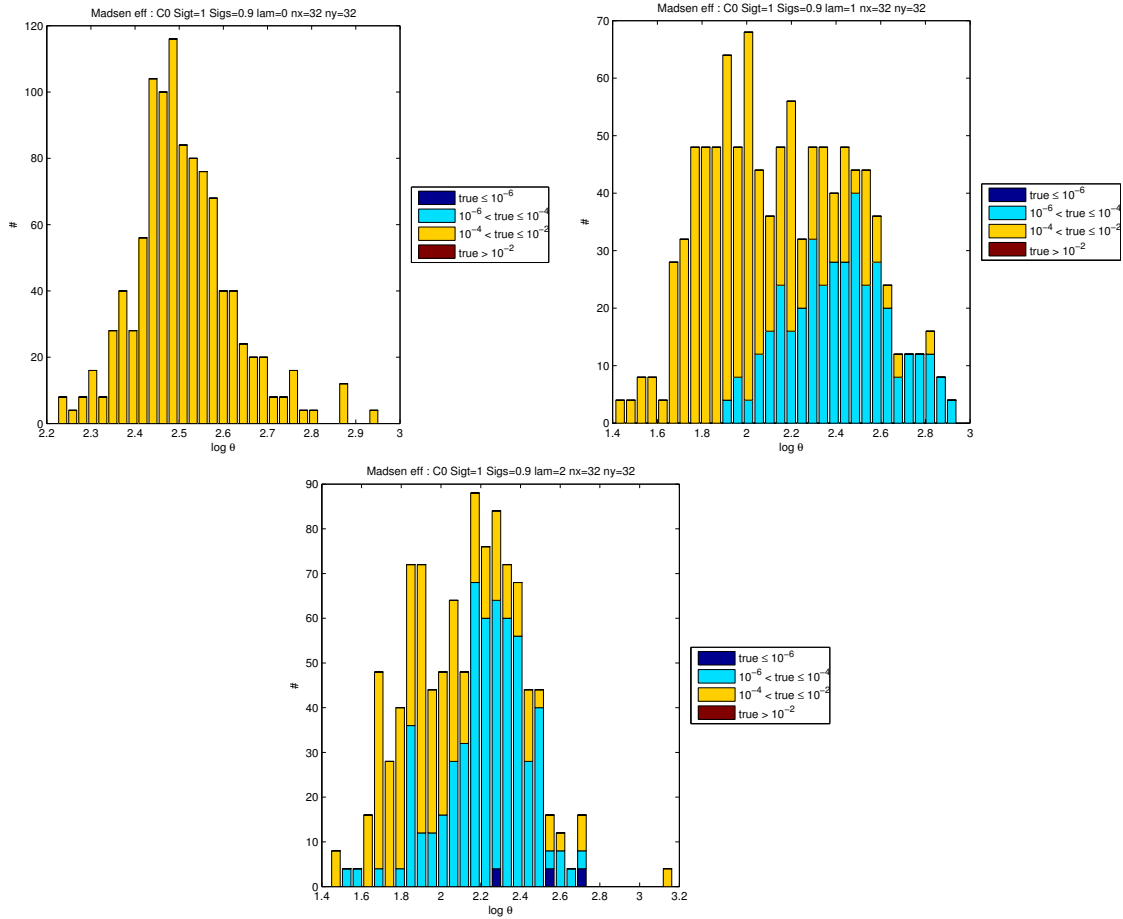 Madsen eff : C0 Sigt=1 Sigs=0.9 lam=0 nx=32 ny=32
120
100
80
60
40
20
0
#
2.2 2.3 2.4 2.5 2.6 2.7 2.8 2.9 3
log θ
true ≤ 10^-6
10^-6 < true ≤ 10^-4
10^-4 < true ≤ 10^-2
true > 10^-2
Madsen eff : C0 Sigt=1 Sigs=0.9 lam=1 nx=32 ny=32
70
60
50
40
30
20
10
0
#
1.4 1.6 1.8 2 2.2 2.4 2.6 2.8 3
log θ
true ≤ 10^-6
10^-6 < true ≤ 10^-4
10^-4 < true ≤ 10^-2
true > 10^-2
Madsen eff : C0 Sigt=1 Sigs=0.9 lam=2 nx=32 ny=32
90
80
70
60
50
40
30
20
10
0
#
1.4 1.6 1.8 2 2.2 2.4 2.6 2.8 3 3.2
log θ
true ≤ 10^-6
10^-6 < true ≤ 10^-4
10^-4 < true ≤ 10^-2
true > 10^-2